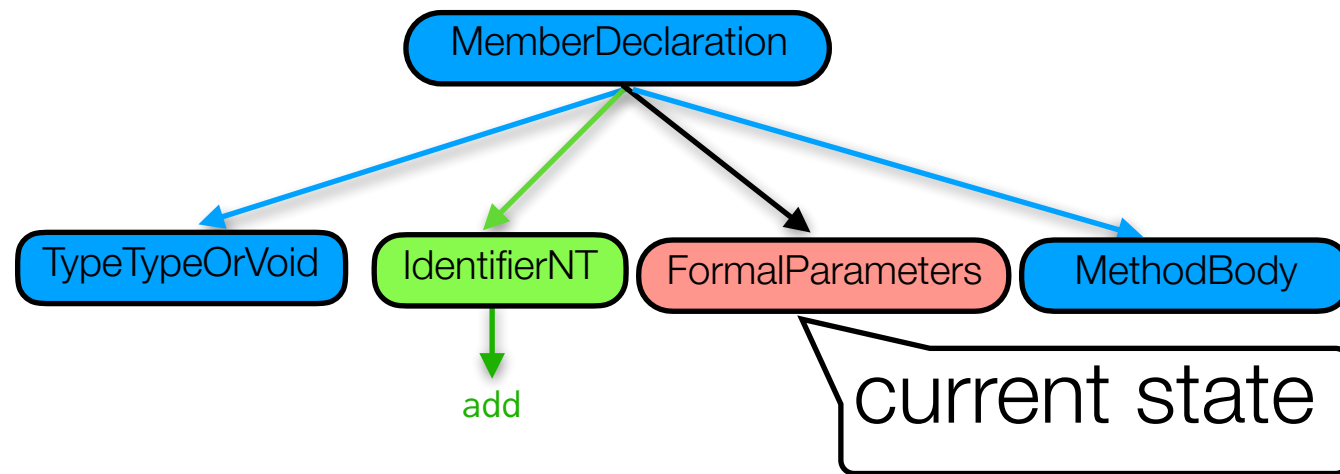 MemberDeclaration
TypeTypeOrVoid
IdentifierNT
FormalParameters
MethodBody
add
current state